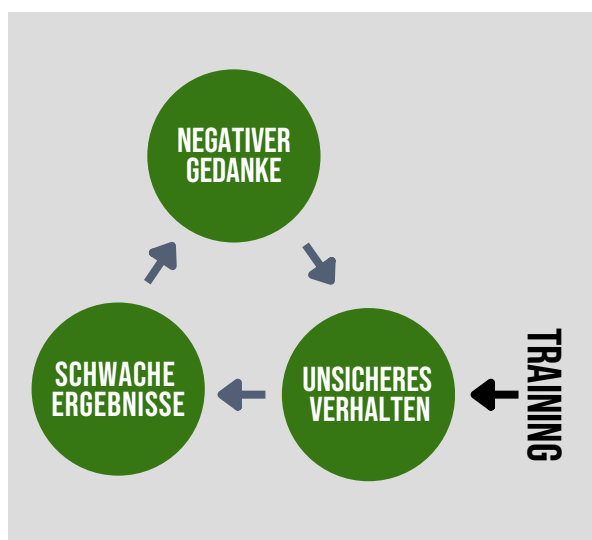 NEGATIVER
GEDANKE
SCHWACHE
ERGEBNISSE
UNSICHERES
VERHALTEN
TRAINING